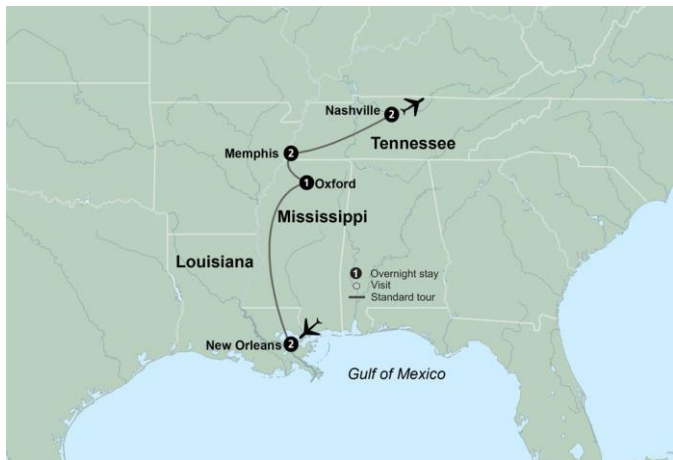 Nashville 2
Tennessee
Memphis 2
1 Oxford
Mississippi
Louisiana
1 Overnight stay
Visit
Standard tour
New Orleans 2
Gulf of Mexico